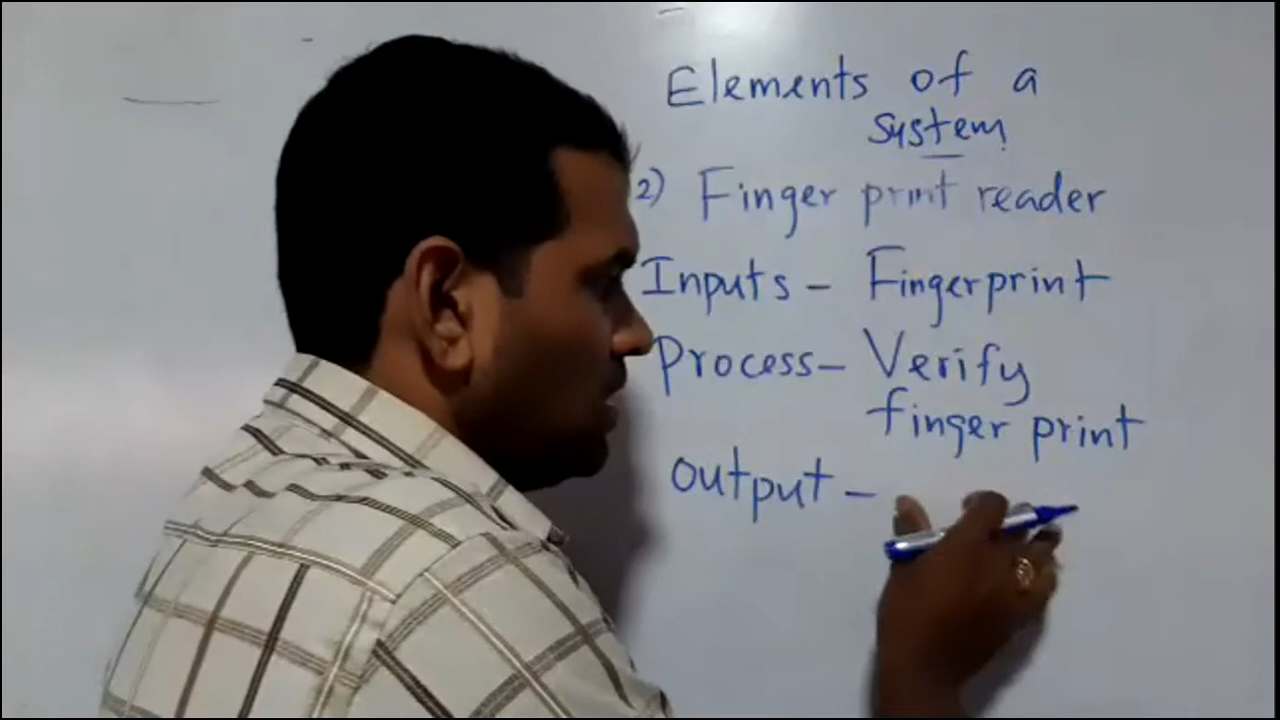 Elements of a
system
2) Finger print reader
Inputs - Fingerprint
Process - Verify
finger print
output -